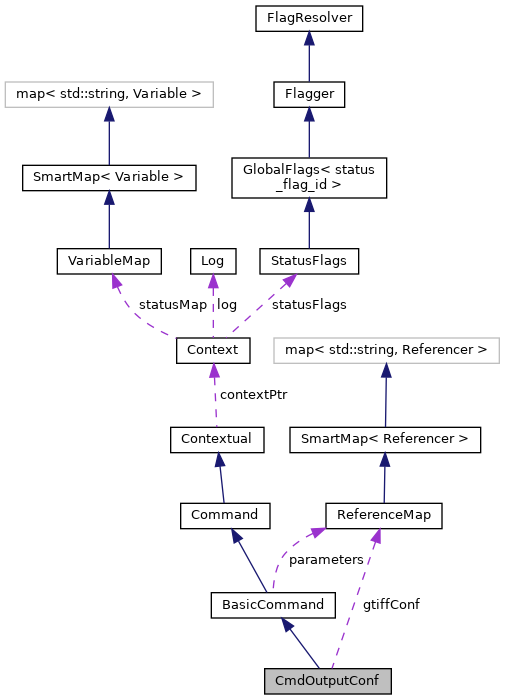 FlagResolver
map< std::string, Variable >
Flagger
SmartMap< Variable >
GlobalFlags< status
_flag_id >
VariableMap
Log
StatusFlags
statusMap
log
statusFlags
Context
map< std::string, Referencer >
contextPtr
Contextual
SmartMap< Referencer >
Command
ReferenceMap
parameters
BasicCommand
gtiffConf
CmdOutputConf